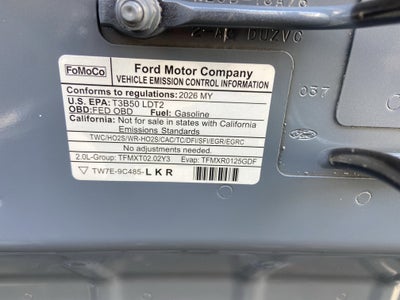 FoMoCo
Ford Motor Company
VEHICLE EMISSION CONTROL INFORMATION
Conforms to regulations:2026 MY
U.S. EPA: T3B50 LDT2
OBD:FED OBD Fuel: Gasoline
California: Not for sale in states with California
Emissions Standards
TWC/HO2S/WR-HO2S/CAC/TC/DFI/SFI/EGR/EGRC
No adjustments needed.
2.0L-Group: TFMXT02.02Y3 Evap: TFMXR0125GDF
TW7E-9C485-LKR
037